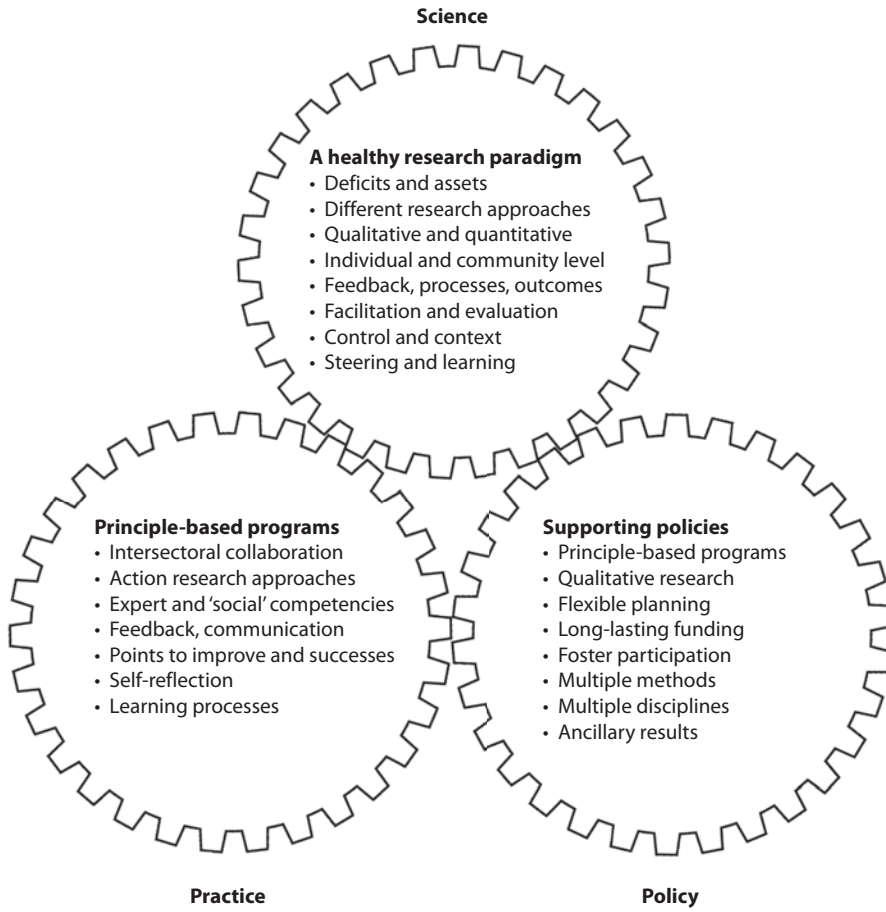 Science
A healthy research paradigm
• Deficits and assets
• Different research approaches
• Qualitative and quantitative
• Individual and community level
• Feedback, processes, outcomes
• Facilitation and evaluation
• Control and context
• Steering and learning
Principle-based programs
• Intersectoral collaboration
• Action research approaches
• Expert and ‘social’ competencies
• Feedback, communication
• Points to improve and successes
• Self-reflection
• Learning processes
Supporting policies
• Principle-based programs
• Qualitative research
• Flexible planning
• Long-lasting funding
• Foster participation
• Multiple methods
• Multiple disciplines
• Ancillary results
Practice
Policy